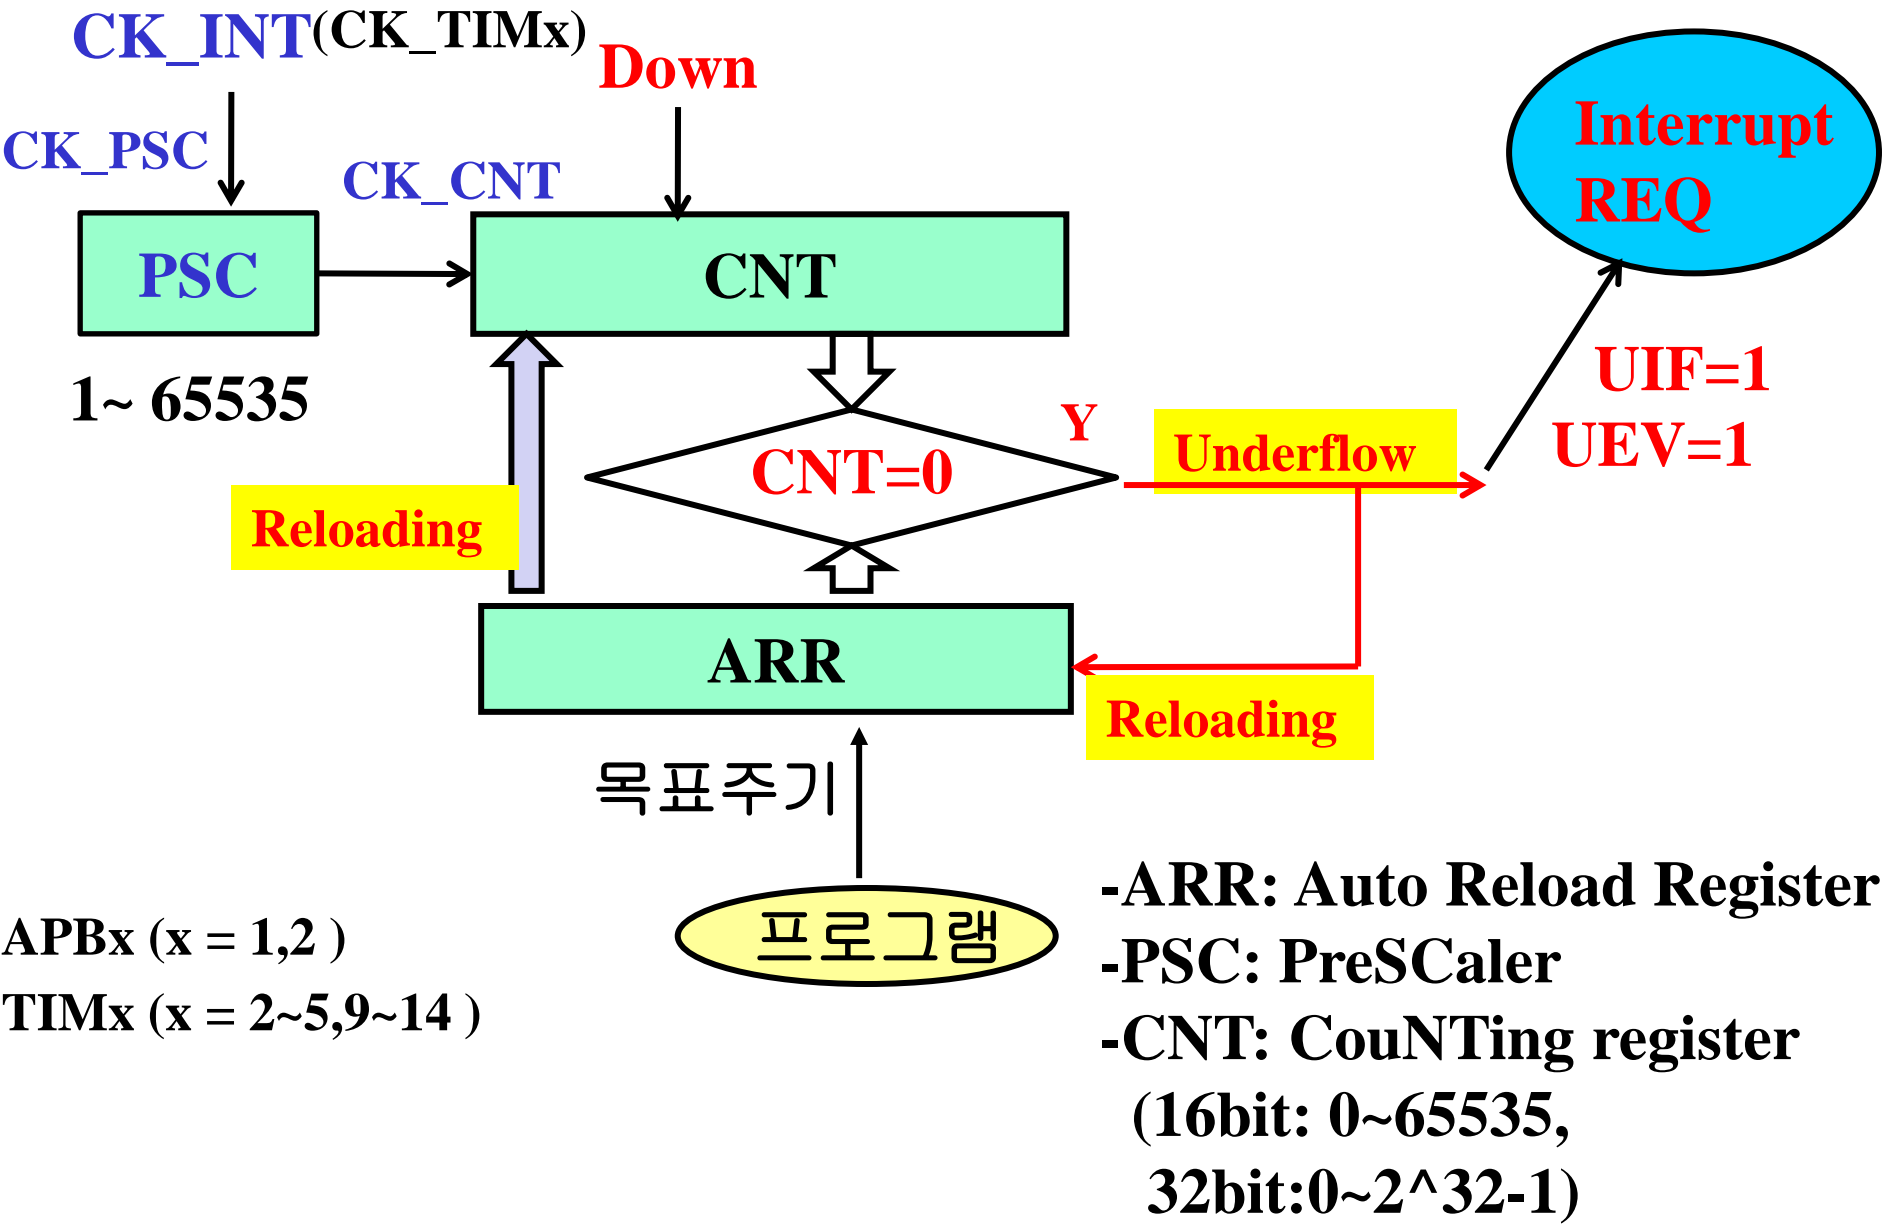 CK_INT(CK_TIMx)
Down
CK_PSC
CK_CNT
Interrupt
REQ
PSC
CNT
1~ 65535
UIF=1
UEV=1
Y
Underflow
CNT=0
Reloading
ARR
Reloading
목표주기
프로그램
APBx (x = 1,2 )
TIMx (x = 2~5,9~14 )
-ARR: Auto Reload Register
-PSC: PreSCaler
-CNT: CouNTing register
(16bit: 0~65535,
32bit:0~2^32-1)